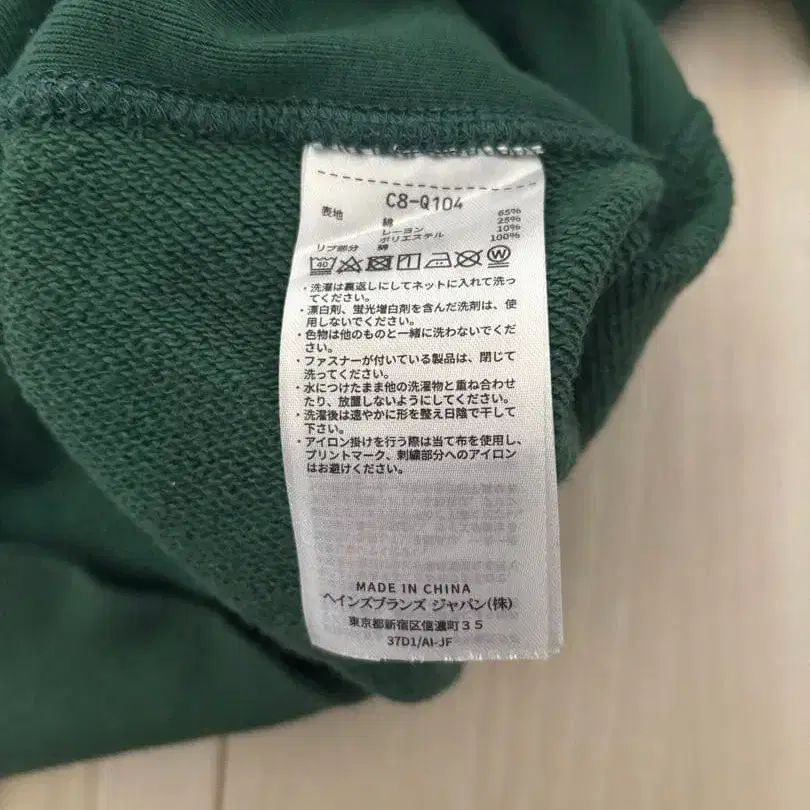 C8-Q104
表地 綿 65%
レーヨン 25%
ポリエステル 10%
リブ部分 綿 100%
40 W
・洗濯は裏返しにしてネットに入れて洗っ
てください。
・漂白剤、蛍光増白剤を含んだ洗剤は、使
用しないでください。
・色物は他のものと一緒に洗わないでくだ
さい。
・ファスナーが付いている製品は、閉じて
洗ってください。
・水につけたまま他の洗濯物と重ね合わせ
たり、放置しないようにしてください。
・洗濯後は速やかに形を整え日陰で干して
下さい。
・アイロン掛けを行う際は当て布を使用し、
プリントマーク、刺繍部分へのアイロン
はお避けください。
MADE IN CHINA
ヘインズブランズ ジャパン(株)
東京都新宿区信濃町35
37D1/AI-JF